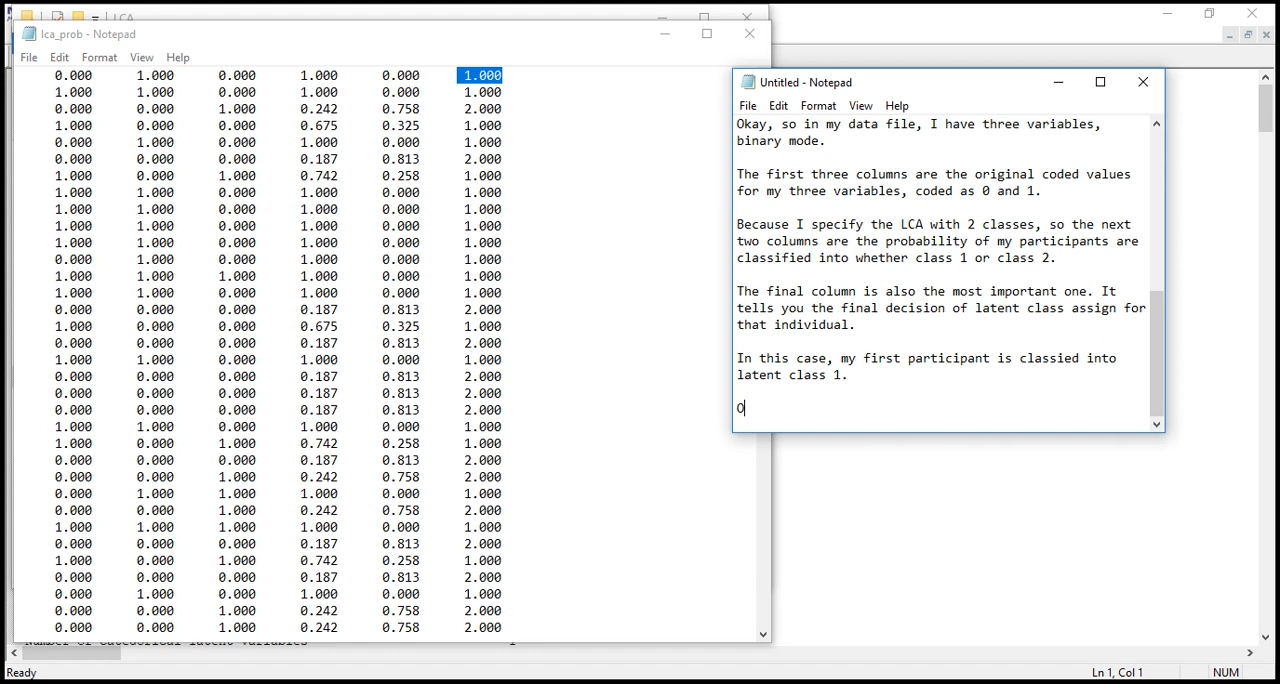 LCA
lca_prob - Notepad
File Edit Format View Help
0.000 1.000 0.000 1.000 0.000 1.000
1.000 1.000 0.000 1.000 0.000 1.000
0.000 0.000 1.000 0.242 0.758 2.000
1.000 0.000 0.000 0.675 0.325 1.000
0.000 1.000 0.000 1.000 0.000 1.000
0.000 0.000 0.000 0.187 0.813 2.000
1.000 0.000 1.000 0.742 0.258 1.000
1.000 1.000 0.000 1.000 0.000 1.000
1.000 1.000 0.000 1.000 0.000 1.000
1.000 1.000 0.000 1.000 0.000 1.000
1.000 1.000 0.000 1.000 0.000 1.000
0.000 1.000 0.000 1.000 0.000 1.000
1.000 1.000 1.000 1.000 0.000 1.000
1.000 1.000 0.000 1.000 0.000 1.000
0.000 0.000 0.000 0.187 0.813 2.000
1.000 0.000 0.000 0.675 0.325 1.000
0.000 0.000 0.000 0.187 0.813 2.000
1.000 1.000 0.000 1.000 0.000 1.000
0.000 0.000 0.000 0.187 0.813 2.000
0.000 0.000 0.000 0.187 0.813 2.000
0.000 0.000 0.000 0.187 0.813 2.000
1.000 1.000 0.000 1.000 0.000 1.000
1.000 0.000 1.000 0.742 0.258 1.000
0.000 0.000 0.000 0.187 0.813 2.000
0.000 0.000 1.000 0.242 0.758 2.000
0.000 1.000 1.000 1.000 0.000 1.000
0.000 0.000 1.000 0.242 0.758 2.000
1.000 1.000 1.000 1.000 0.000 1.000
0.000 0.000 0.000 0.187 0.813 2.000
1.000 0.000 1.000 0.742 0.258 1.000
0.000 0.000 0.000 0.187 0.813 2.000
0.000 1.000 0.000 1.000 0.000 1.000
0.000 0.000 1.000 0.242 0.758 2.000
0.000 0.000 1.000 0.242 0.758 2.000
Untitled - Notepad
File Edit Format View Help
Okay, so in my data file, I have three variables,
binary mode.
The first three columns are the original coded values
for my three variables, coded as 0 and 1.
Because I specify the LCA with 2 classes, so the next
two columns are the probability of my participants are
classified into whether class 1 or class 2.
The final column is also the most important one. It
tells you the final decision of latent class assign for
that individual.
In this case, my first participant is classied into
latent class 1.
O
Number of categorical latent variables 1
Ready Ln 1, Col 1 NUM